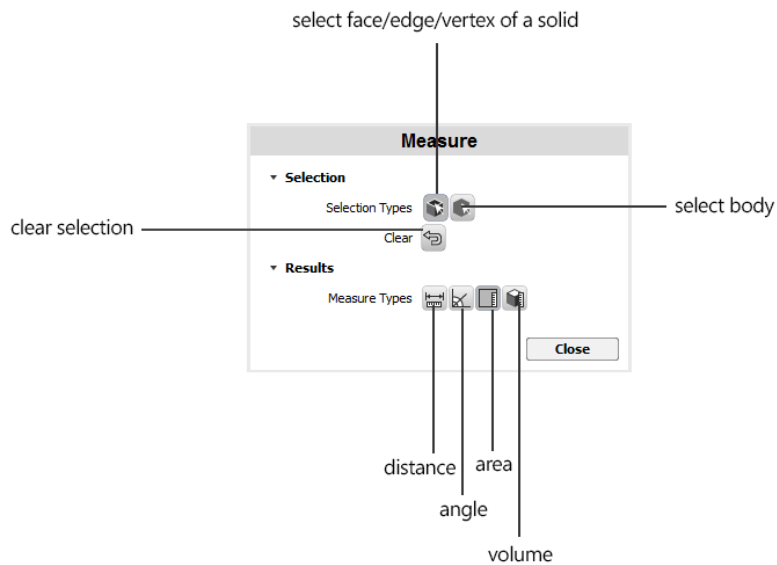 select face/edge/vertex of a solid
Measure
Selection
Selection Types
select body
clear selection
Clear
Results
Measure Types
Close
distance
area
angle
volume